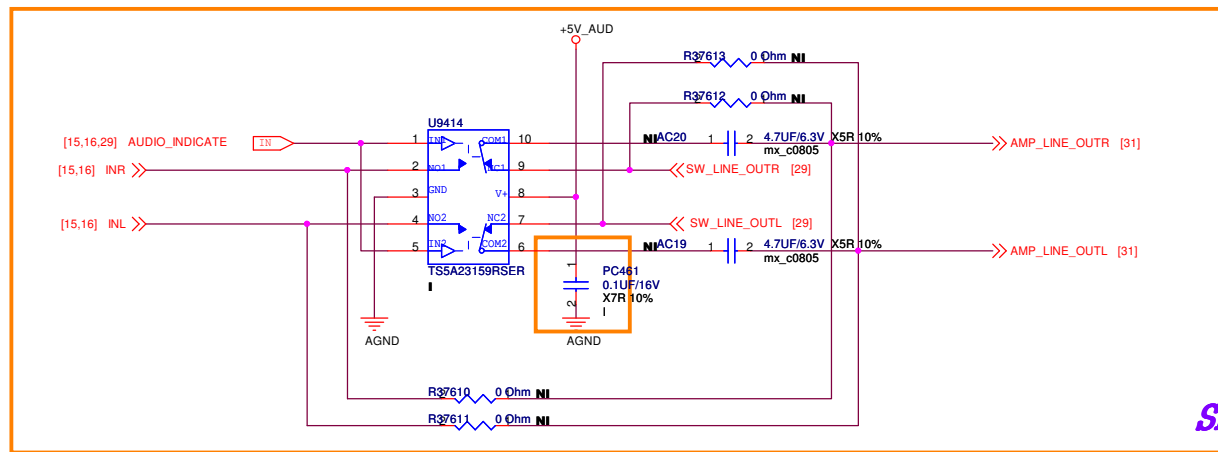 +5V_AUD
R37613 0 Ohm NI
R37612 0 Ohm NI
U9414
[15,16,29] AUDIO_INDICATE IN
1 IN1 COM1 10
NI AC20 1 2 4.7UF/6.3V X5R 10%
mx_c0805
AMP_LINE_OUTR [31]
[15,16] INR
2 NO1 NC1 9
SW_LINE_OUTR [29]
3 GND V+ 8
[15,16] INL
4 NO2 NC2 7
SW_LINE_OUTL [29]
5 IN2 COM2 6
NI AC19 1 2 4.7UF/6.3V X5R 10%
mx_c0805
AMP_LINE_OUTL [31]
TS5A23159RSER
I
1
PC461
0.1UF/16V
X7R 10%
2
I
AGND
AGND
R37610 0 Ohm NI
R37611 0 Ohm NI